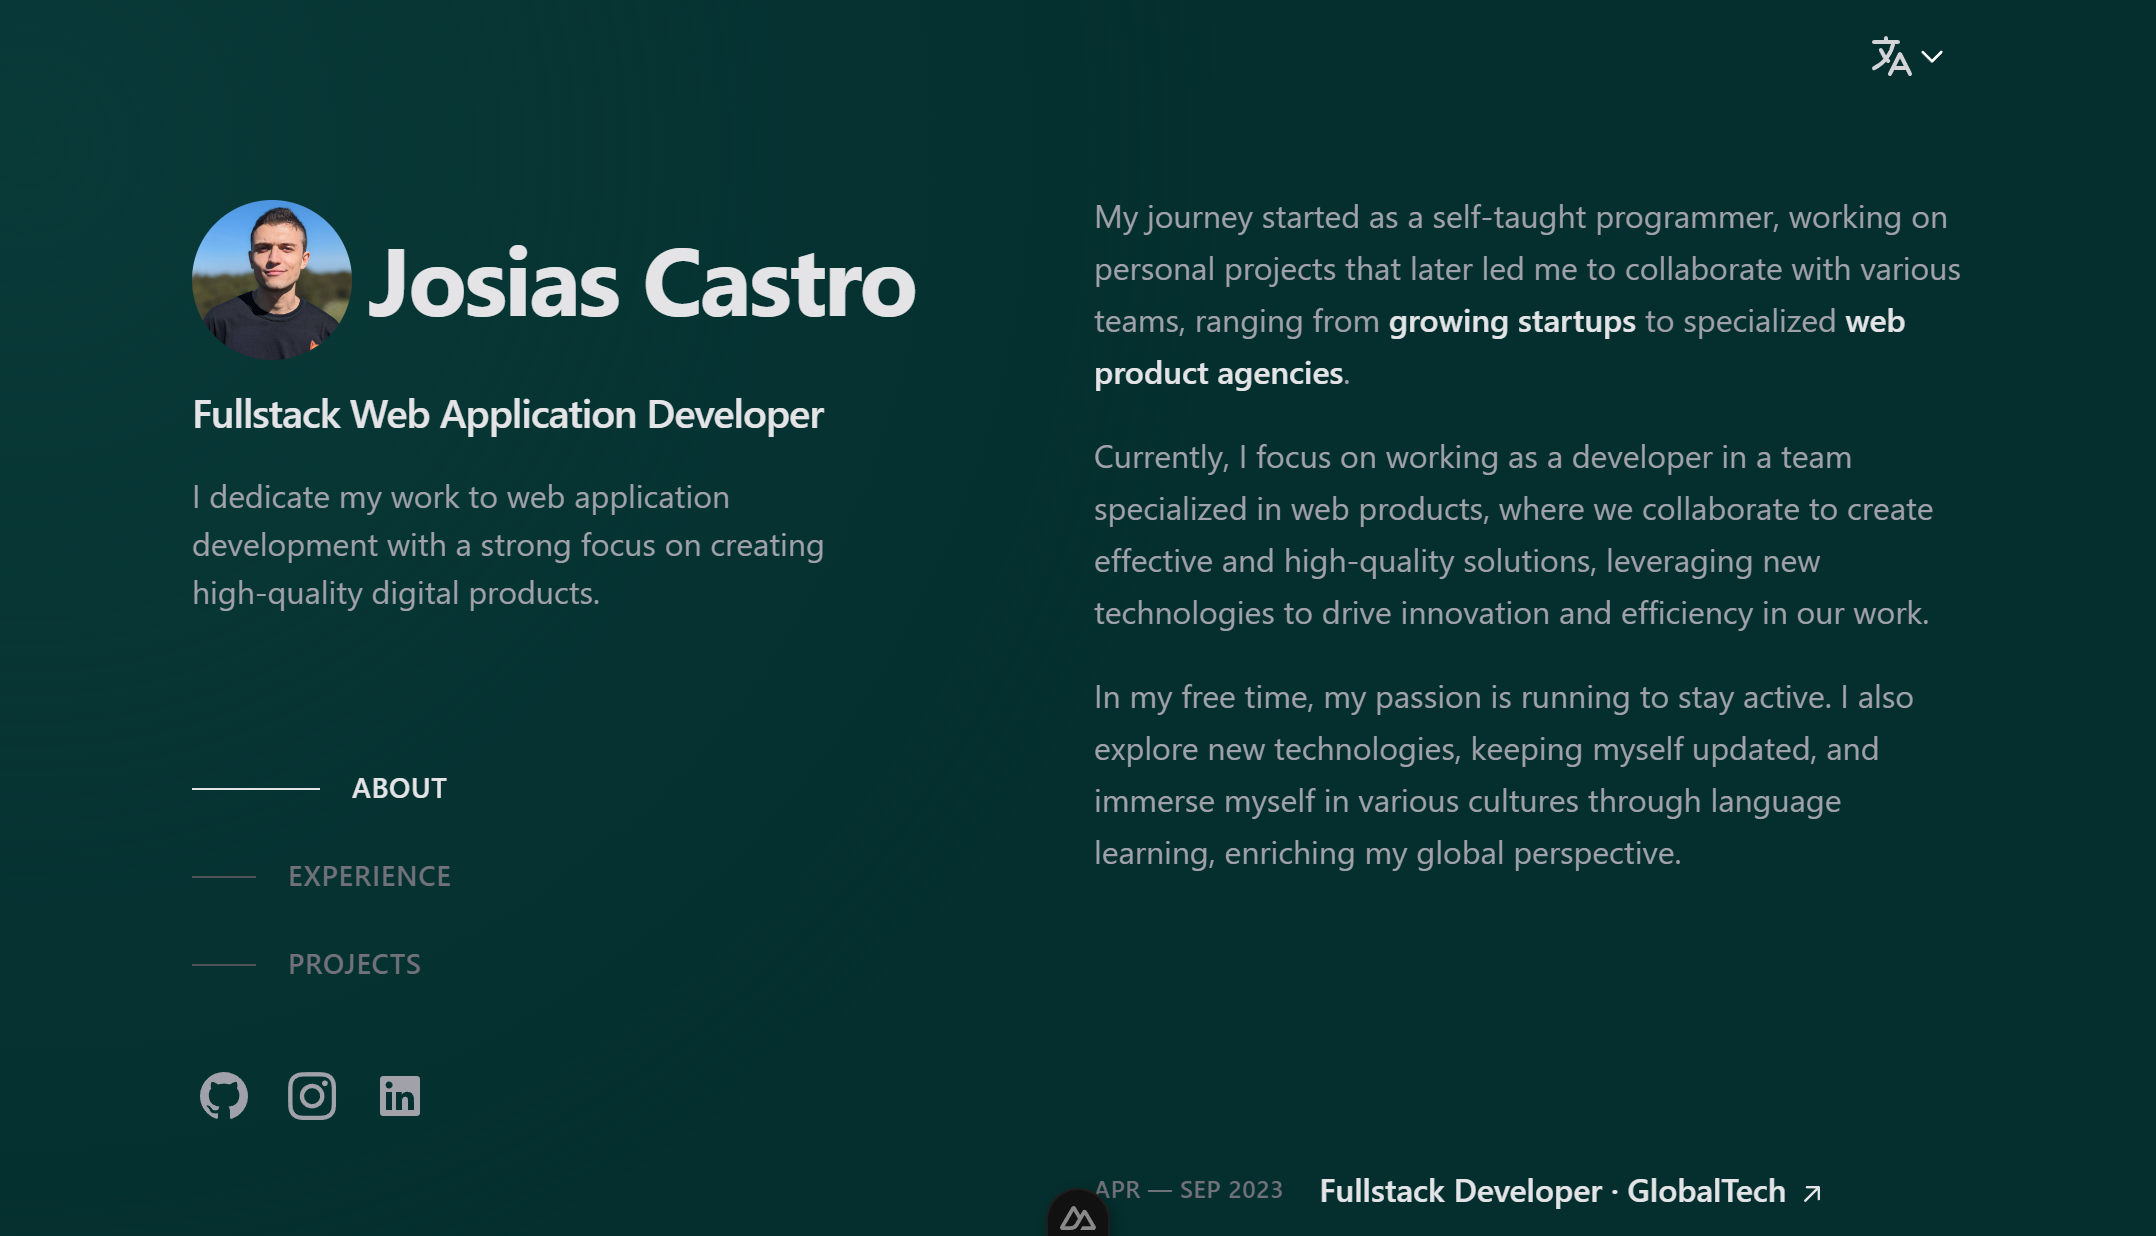 Josias Castro
Fullstack Web Application Developer
I dedicate my work to web application
development with a strong focus on creating
high-quality digital products.
ABOUT
EXPERIENCE
PROJECTS
My journey started as a self-taught programmer, working on
personal projects that later led me to collaborate with various
teams, ranging from growing startups to specialized web
product agencies.
Currently, I focus on working as a developer in a team
specialized in web products, where we collaborate to create
effective and high-quality solutions, leveraging new
technologies to drive innovation and efficiency in our work.
In my free time, my passion is running to stay active. I also
explore new technologies, keeping myself updated, and
immerse myself in various cultures through language
learning, enriching my global perspective.
APR — SEP 2023
Fullstack Developer · GlobalTech